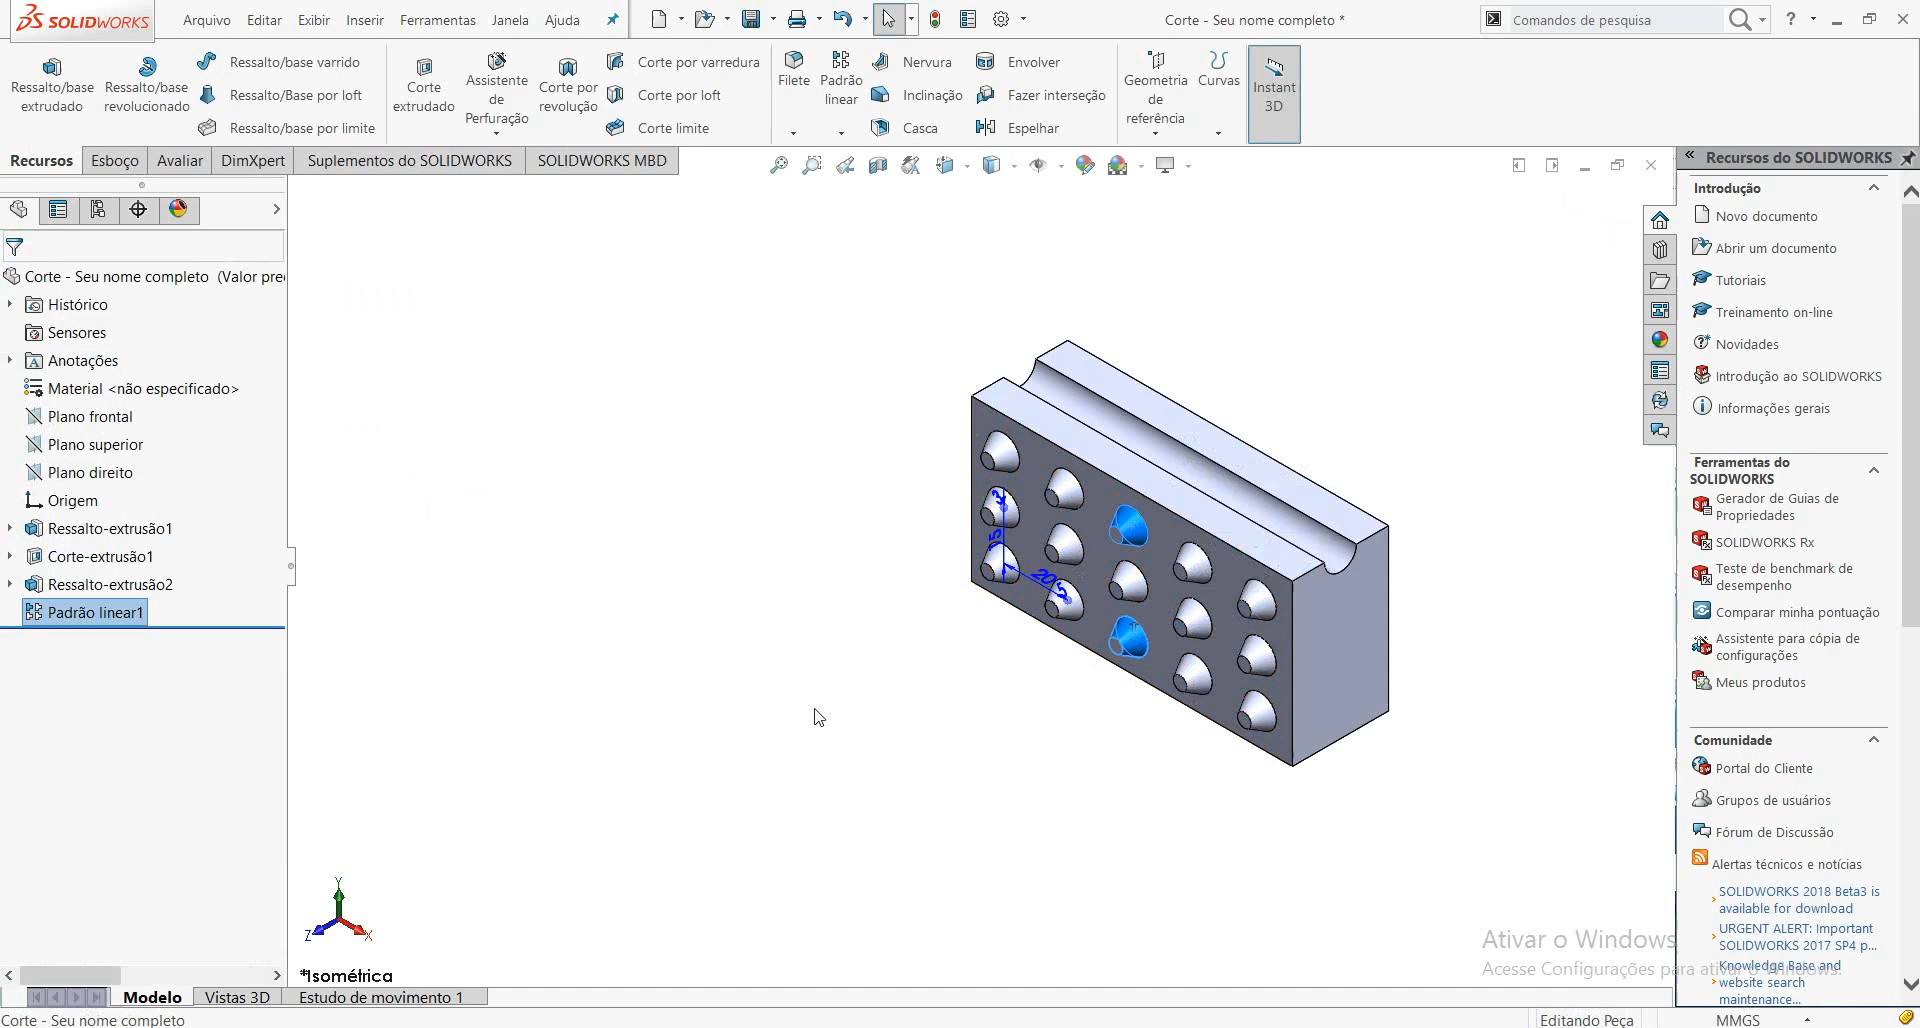 SOLIDWORKS
Arquivo Editar Exibir Inserir Ferramentas Janela Ajuda
Corte - Seu nome completo *
Comandos de pesquisa
?
Ressalto/base extrudado
Ressalto/base revolucionado
Ressalto/base varrido
Ressalto/Base por loft
Ressalto/base por limite
Corte extrudado
Assistente de Perfuração
Corte por revolução
Corte por varredura
Corte por loft
Corte limite
Filete
Padrão linear
Nervura
Inclinação
Casca
Envolver
Fazer interseção
Espelhar
Geometria de referência
Curvas
Instant 3D
Recursos Esboço Avaliar DimXpert Suplementos do SOLIDWORKS SOLIDWORKS MBD
Corte - Seu nome completo (Valor pre
Histórico
Sensores
Anotações
Material <não especificado>
Plano frontal
Plano superior
Plano direito
Origem
Ressalto-extrusão1
Corte-extrusão1
Ressalto-extrusão2
Padrão linear1
3
15
20
5
Y
Z
X
*Isométrica
Modelo Vistas 3D Estudo de movimento 1
Corte - Seu nome completo
Editando Peça
MMGS
Recursos do SOLIDWORKS
Introdução
Novo documento
Abrir um documento
Tutoriais
Treinamento on-line
Novidades
Introdução ao SOLIDWORKS
Informações gerais
Ferramentas do
SOLIDWORKS
Gerador de Guias de
Propriedades
SOLIDWORKS Rx
Teste de benchmark de
desempenho
Comparar minha pontuação
Assistente para cópia de
configurações
Meus produtos
Comunidade
Portal do Cliente
Grupos de usuários
Fórum de Discussão
Alertas técnicos e notícias
SOLIDWORKS 2018 Beta3 is
available for download
URGENT ALERT: Important
SOLIDWORKS 2017 SP4 p...
Knowledge Base and
website search
maintenance...
Ativar o Windows
Acesse Configurações para ativar o Windows.